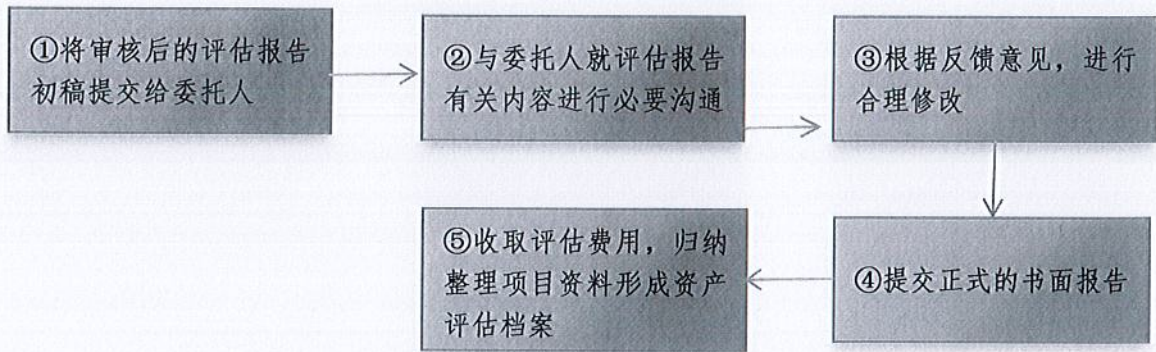 ①将审核后的评估报告
初稿提交给委托人
②与委托人就评估报告
有关内容进行必要沟通
③根据反馈意见，进行
合理修改
④提交正式的书面报告
⑤收取评估费用，归纳
整理项目资料形成资产
评估档案